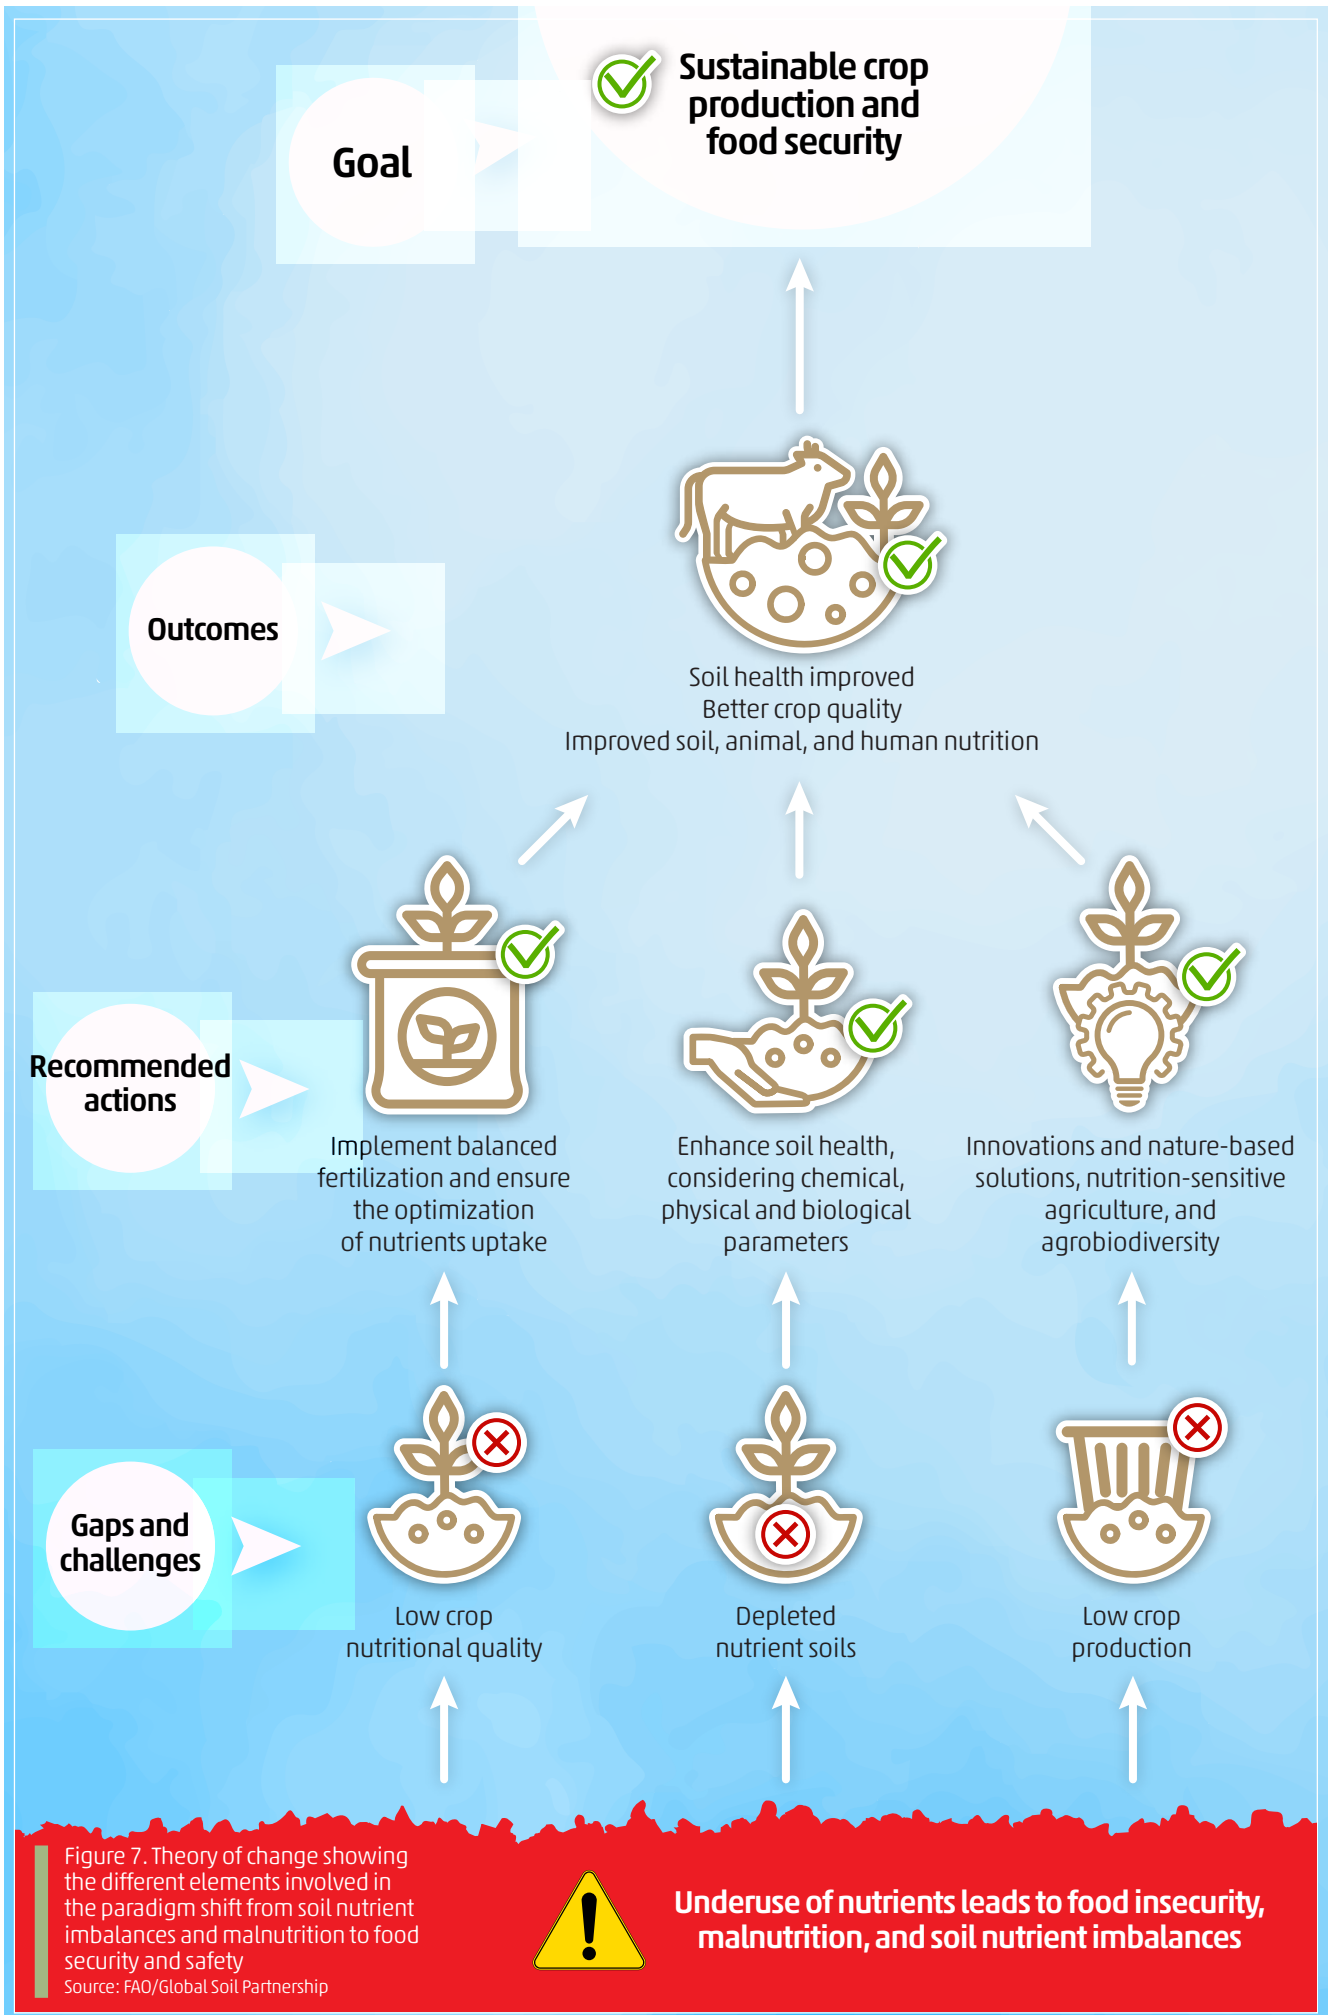 Goal
Sustainable crop
production and
food security
Outcomes
Soil health improved
Better crop quality
Improved soil, animal, and human nutrition
Recommended
actions
Implement balanced
fertilization and ensure
the optimization
of nutrients uptake
Enhance soil health,
considering chemical,
physical and biological
parameters
Innovations and nature-based
solutions, nutrition-sensitive
agriculture, and
agrobiodiversity
Gaps and
challenges
Low crop
nutritional quality
Depleted
nutrient soils
Low crop
production
Figure 7. Theory of change showing
the different elements involved in
the paradigm shift from soil nutrient
imbalances and malnutrition to food
security and safety
Source: FAO/Global Soil Partnership
Underuse of nutrients leads to food insecurity,
malnutrition, and soil nutrient imbalances